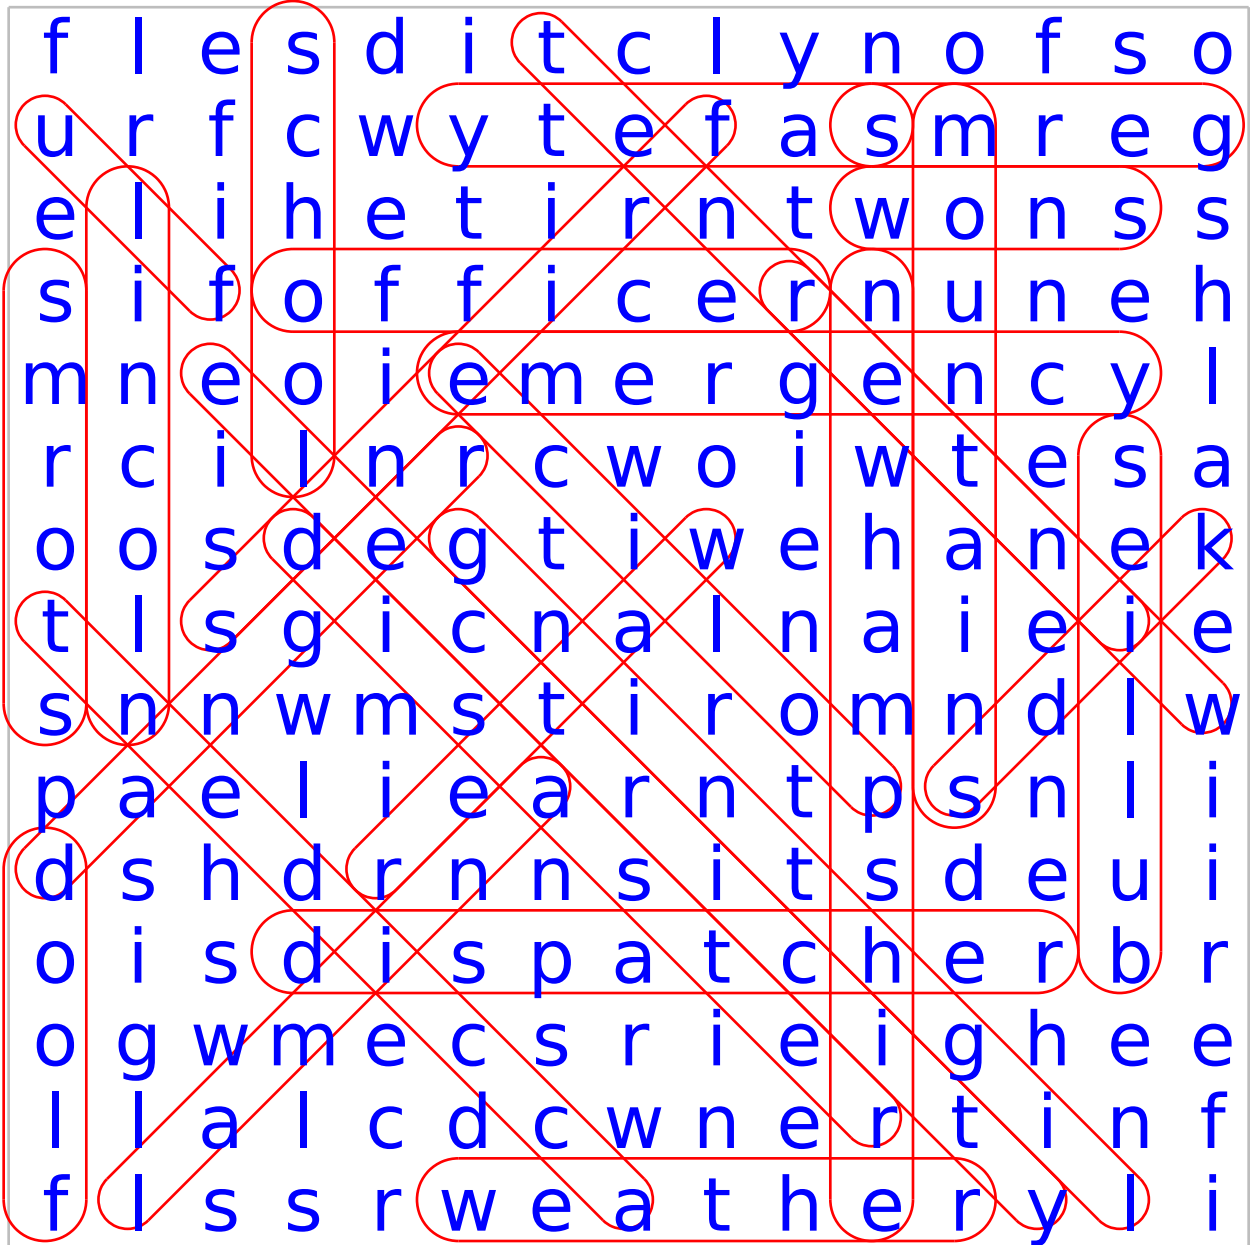 f l e s d i t c l y n o f s o
u r f c w y t e f a s m r e g
e l i h e t i r n t w o n s s
s i f o f f i c e r n u n e h
m n e o i e m e r g e n c y l
r c i l n r c w o i w t e s a
o o s d e g t i w e h a n e k
t l s g i c n a l n a i e i e
s n n w m s t i r o m n d l w
p a e l i e a r n t p s n l i
d s h d r n n s i t s d e u i
o i s d i s p a t c h e r b r
o g w m e c s r i e i g h e e
l l a l c d c w n e r t i n f
f l s s r w e a t h e r y l i